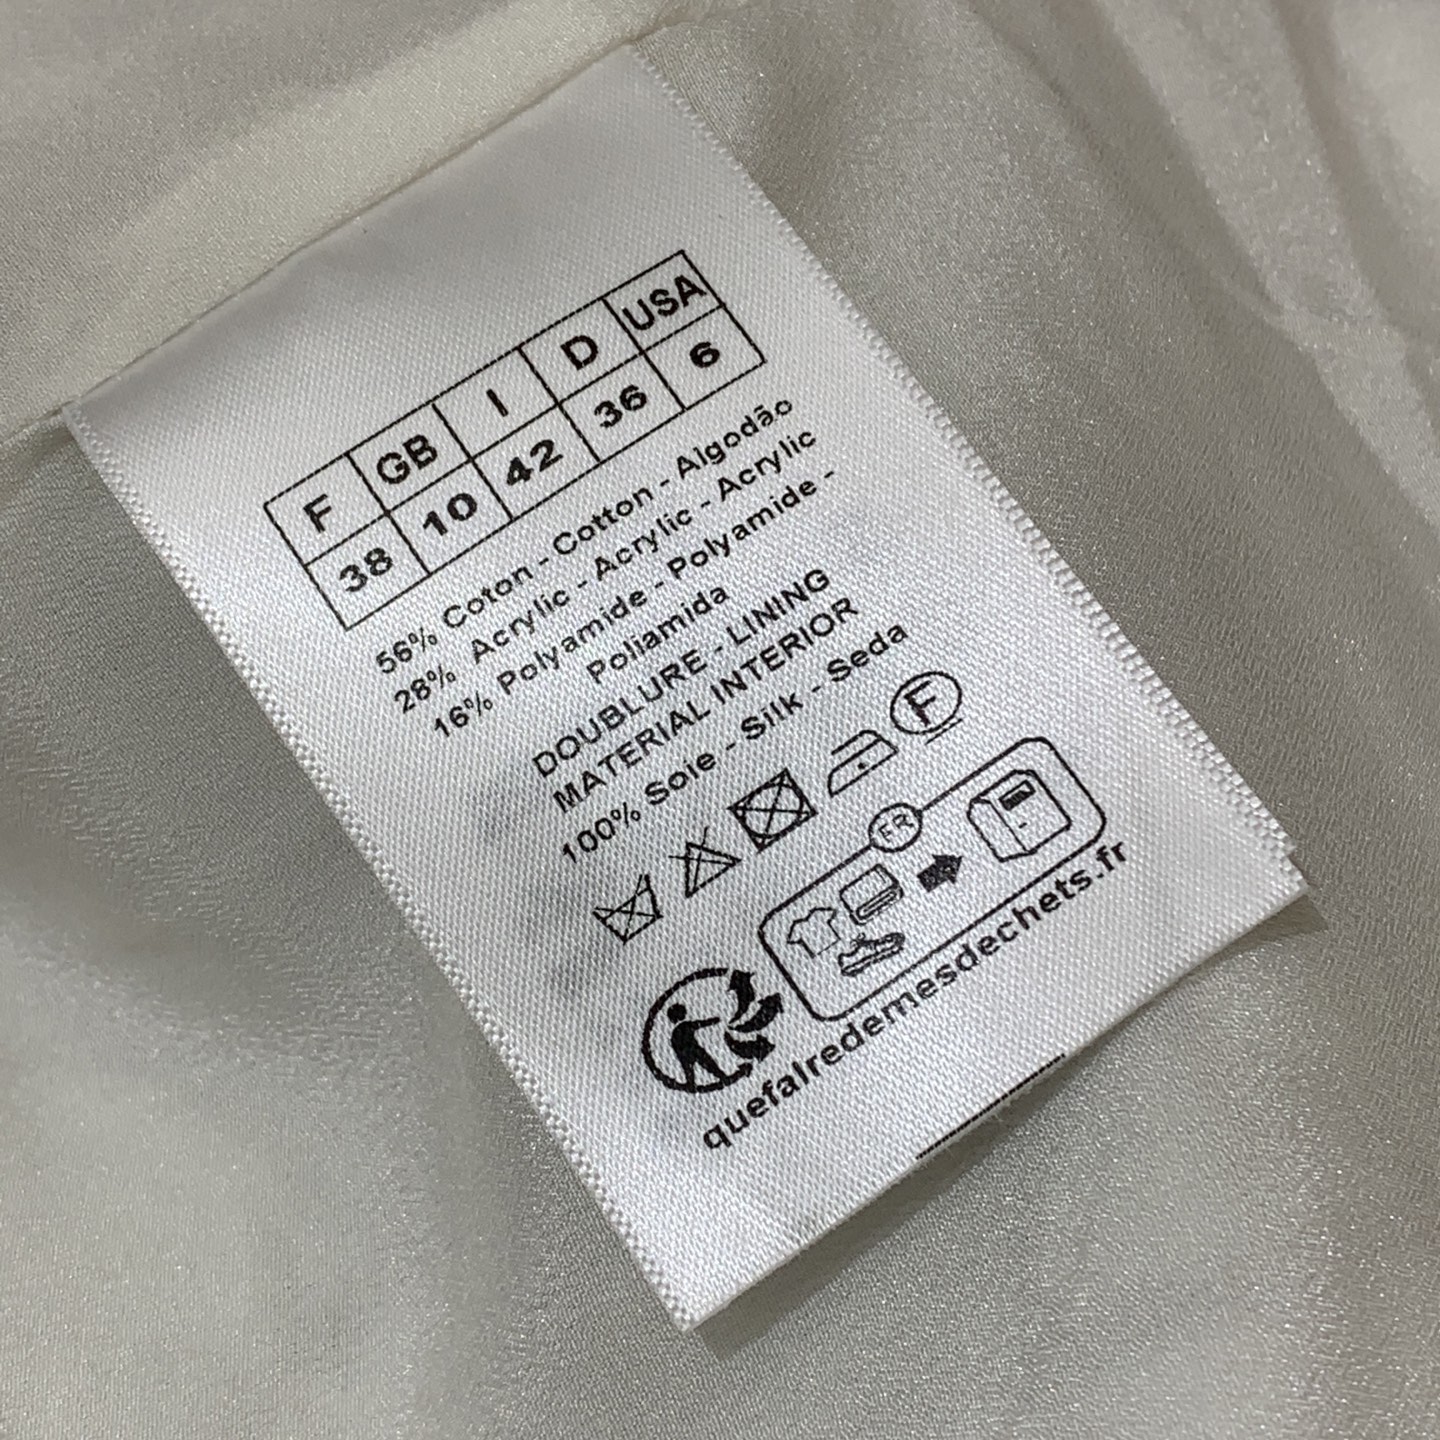 F GB I D USA
38 10 42 36 6
56% Coton - Cotton - Algodão
28% Acrylic - Acrylic - Acrylic
16% Polyamide - Polyamide -
Poliamida
DOUBLURE - LINING
MATERIAL INTERIOR
100% Soie - Silk - Seda
F
FR
quefairedemesdechets.fr